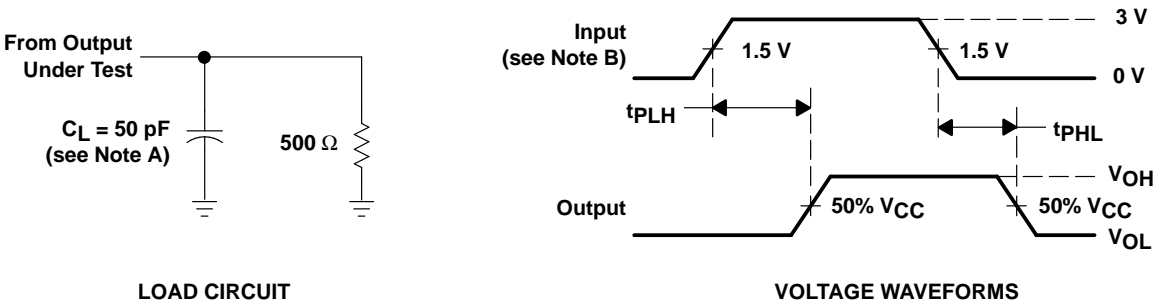 From Output
Under Test
CL = 50 pF
(see Note A)
500 Ω
LOAD CIRCUIT
Input
(see Note B)
1.5 V
1.5 V
3 V
0 V
tPLH
tPHL
Output
50% VCC
50% VCC
VOH
VOL
VOLTAGE WAVEFORMS